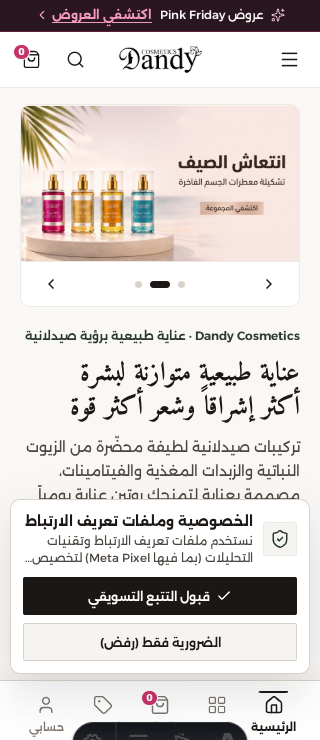 عروض Pink Friday اكتشفي العروض
0
COSMETICS
Dandy
انتعاش الصيف
تشكيلة معطرات الجسم الفاخرة
اكتشفي المجموعة
Dandy Cosmetics · عناية طبيعية برؤية صيدلانية
عناية طبيعية متوازنة لبشرة
أكثر إشراقاً وشعر أكثر قوة
تركيبات صيدلانية لطيفة محضّرة من الزيوت
النباتية والزبدات المغذية والفيتامينات،
مصممة بعناية لتمنحك روتين عناية يومياً
الخصوصية وملفات تعريف الارتباط
نستخدم ملفات تعريف الارتباط وتقنيات
التحليلات (بما فيها Meta Pixel) لتخصيص...
قبول التتبع التسويقي
الضرورية فقط (رفض)
0
الرئيسية
حسابي